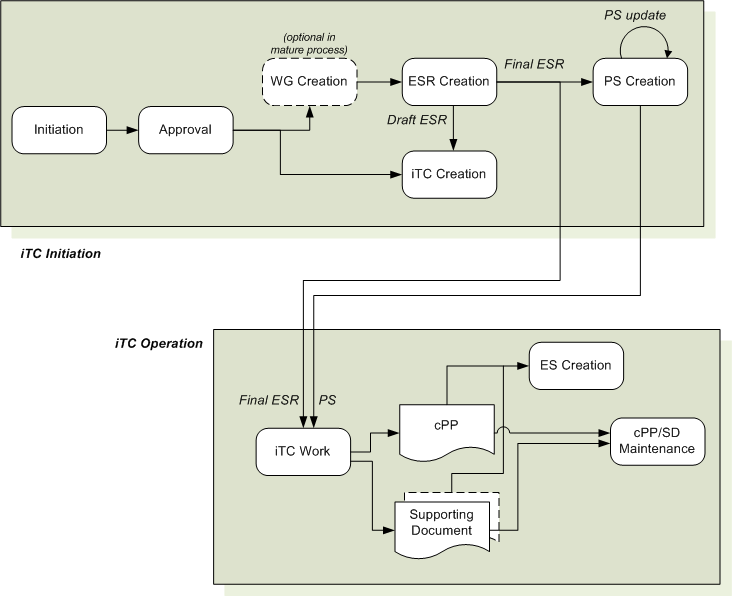 PS update
(optional in
mature process)
WG Creation
ESR Creation
Final ESR
PS Creation
Initiation
Approval
Draft ESR
iTC Creation
iTC Initiation
iTC Operation
ES Creation
Final ESR
PS
cPP
cPP/SD
Maintenance
iTC Work
Supporting
Document